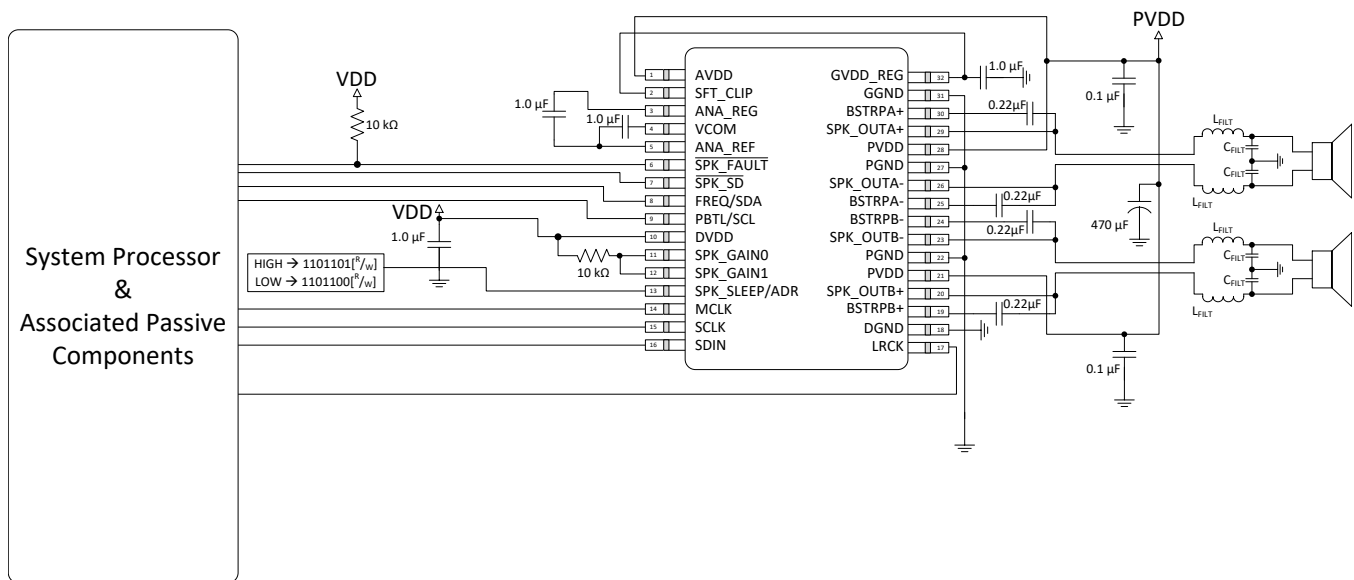 System Processor
&
Associated Passive
Components
VDD
10 kΩ
VDD
1.0 µF
HIGH → 1101101[R/W]
LOW → 1101100[R/W]
1.0 µF
1.0 µF
10 kΩ
1 AVDD
2 SFT_CLIP
3 ANA_REG
4 VCOM
5 ANA_REF
6 SPK_FAULT
7 SPK_SD
8 FREQ/SDA
9 PBTL/SCL
10 DVDD
11 SPK_GAIN0
12 SPK_GAIN1
13 SPK_SLEEP/ADR
14 MCLK
15 SCLK
16 SDIN
GVDD_REG 32
GGND 31
BSTRPA+ 30
SPK_OUTA+ 29
PVDD 28
PGND 27
SPK_OUTA- 26
BSTRPA- 25
BSTRPB- 24
SPK_OUTB- 23
PGND 22
PVDD 21
SPK_OUTB+ 20
BSTRPB+ 19
DGND 18
LRCK 17
1.0 µF
0.22µF
0.22µF
0.22µF
0.22µF
PVDD
0.1 µF
470 µF
0.1 µF
LFILT
CFILT
CFILT
LFILT
LFILT
CFILT
CFILT
LFILT